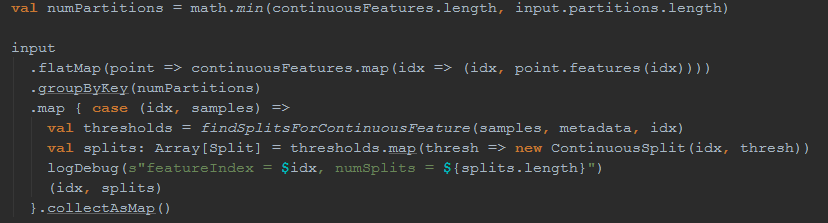 val numPartitions = math.min(continuousFeatures.length, input.partitions.length)

input
  .flatMap(point => continuousFeatures.map(idx => (idx, point.features(idx))))
  .groupByKey(numPartitions)
  .map { case (idx, samples) =>
    val thresholds = findSplitsForContinuousFeature(samples, metadata, idx)
    val splits: Array[Split] = thresholds.map(thresh => new ContinuousSplit(idx, thresh))
    logDebug(s"featureIndex = $idx, numSplits = ${splits.length}")
    (idx, splits)
  }.collectAsMap()